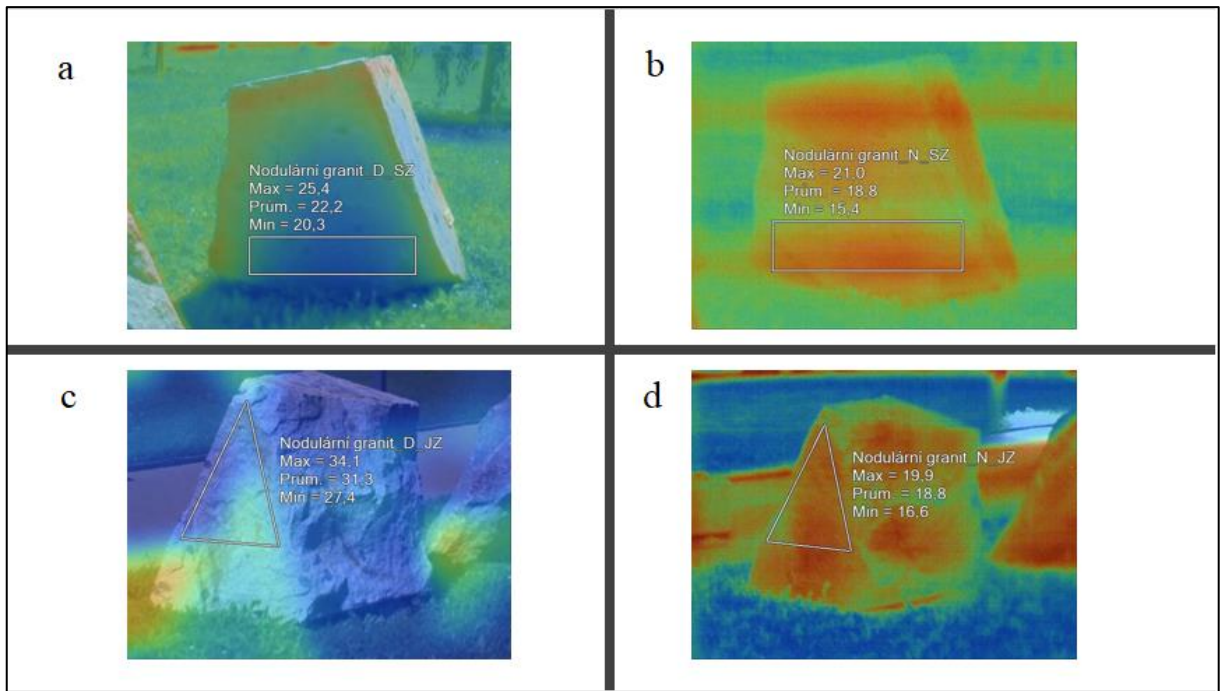 a
Nodulární granit_D_SZ
Max = 25,4
Prum. = 22,2
Min = 20,3
b
Nodulární granit_N_SZ
Max = 21,0
Prum. = 18,8
Min = 15,4
c
Nodulární granit_D_JZ
Max = 34,1
Prum. = 31,3
Min = 27,4
d
Nodulární granit_N_JZ
Max = 19,9
Prum. = 18,8
Min = 16,6